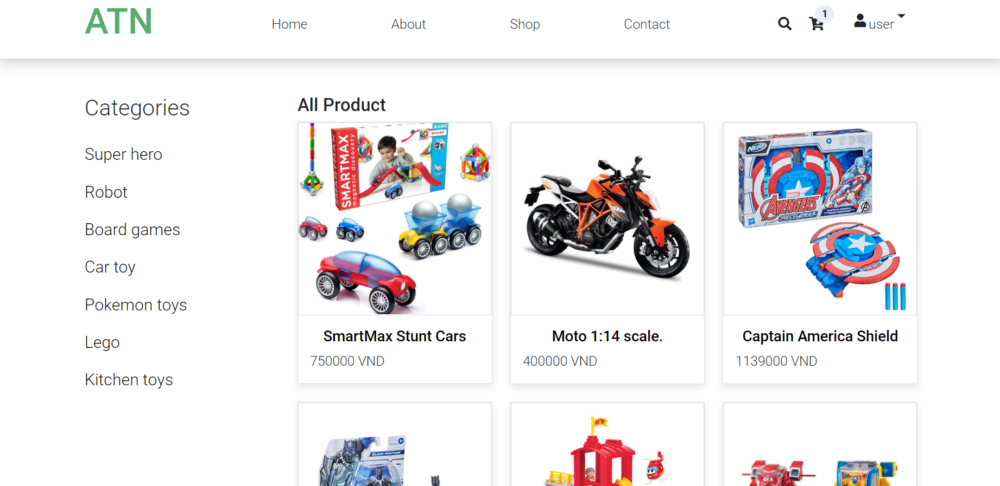 ATN
Home
About
Shop
Contact
1
user
Categories
Super hero
Robot
Board games
Car toy
Pokemon toys
Lego
Kitchen toys
All Product
SMARTMAX
magnetic discovery
BASIC
STUNT
SmartMax Stunt Cars
750000 VND
KTM
Moto 1:14 scale.
400000 VND
NERF
MARVEL
AVENGERS
MECH STRIKE
CAPTAIN AMERICA
Captain America Shield
1139000 VND
BLACK PANTHER